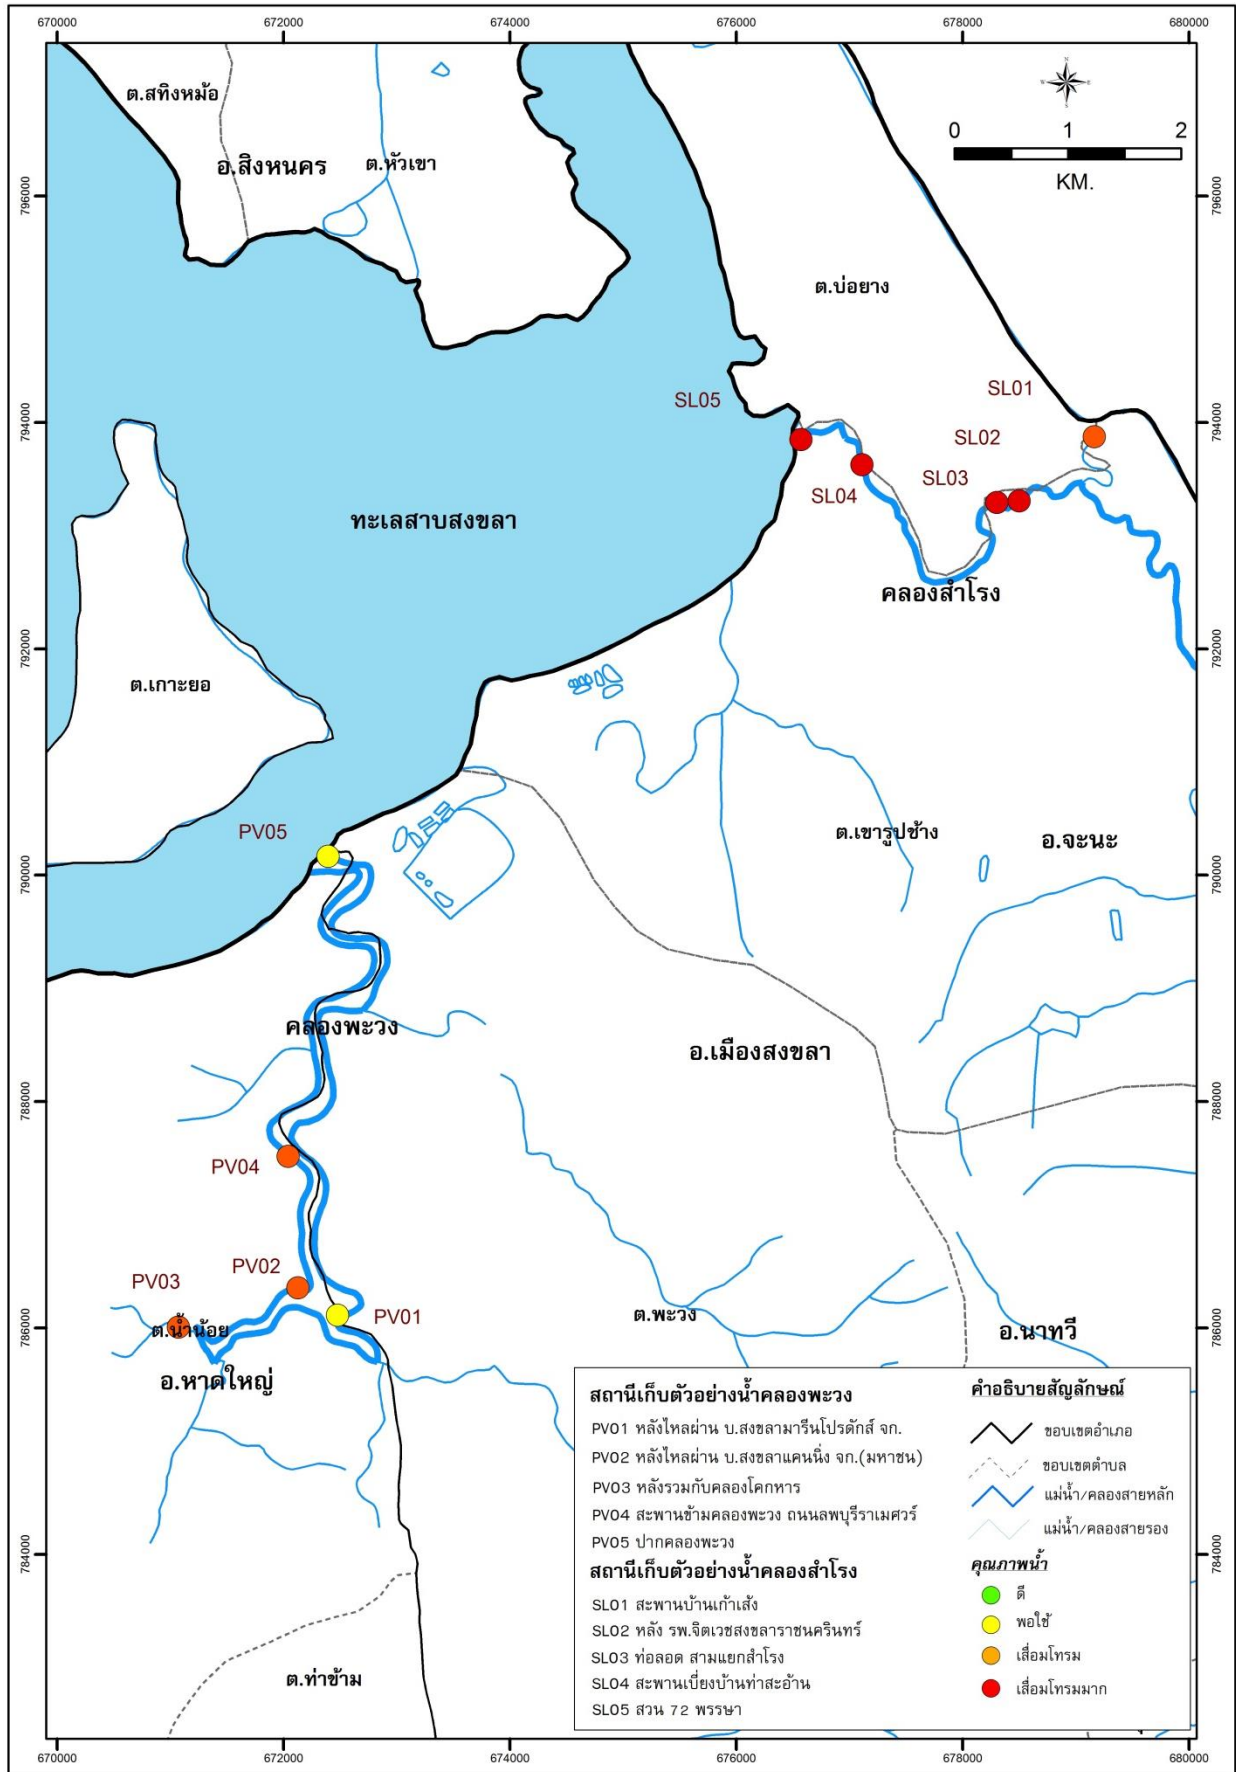 670000
672000
674000
676000
678000
680000
ต.สทิงหม้อ
อ.สิงหนคร
ต.หัวเขา
0 1 2
KM.
796000
796000
ต.บ่อยาง
SL01
SL05
794000
794000
SL02
SL03
SL04
ทะเลสาบสงขลา
คลองสำโรง
792000
792000
ต.เกาะยอ
PV05
ต.เขารูปช้าง
อ.จะนะ
790000
790000
คลองพะวง
อ.เมืองสงขลา
788000
788000
PV04
PV02
PV03
PV01
ต.พะวง
ต.น้ำน้อย
อ.นาทวี
786000
786000
อ.หาดใหญ่
สถานีเก็บตัวอย่างน้ำคลองพะวง
PV01 หลังไหลผ่าน บ.สงขลามารีนโปรดักส์ จก.
PV02 หลังไหลผ่าน บ.สงขลาแคนนิ่ง จก.(มหาชน)
PV03 หลังรวมกับคลองโคกหาร
PV04 สะพานข้ามคลองพะวง ถนนลพบุรีราเมศวร์
PV05 ปากคลองพะวง
สถานีเก็บตัวอย่างน้ำคลองสำโรง
SL01 สะพานบ้านเก้าเส้ง
SL02 หลัง รพ.จิตเวชสงขลาราชนครินทร์
SL03 ท่อลอด สามแยกสำโรง
SL04 สะพานเบี่ยงบ้านท่าสะอ้าน
SL05 สวน 72 พรรษา
คำอธิบายสัญลักษณ์
ขอบเขตอำเภอ
ขอบเขตตำบล
แม่น้ำ/คลองสายหลัก
แม่น้ำ/คลองสายรอง
คุณภาพน้ำ
ดี
พอใช้
เสื่อมโทรม
เสื่อมโทรมมาก
784000
784000
ต.ท่าข้าม
670000
672000
674000
676000
678000
680000